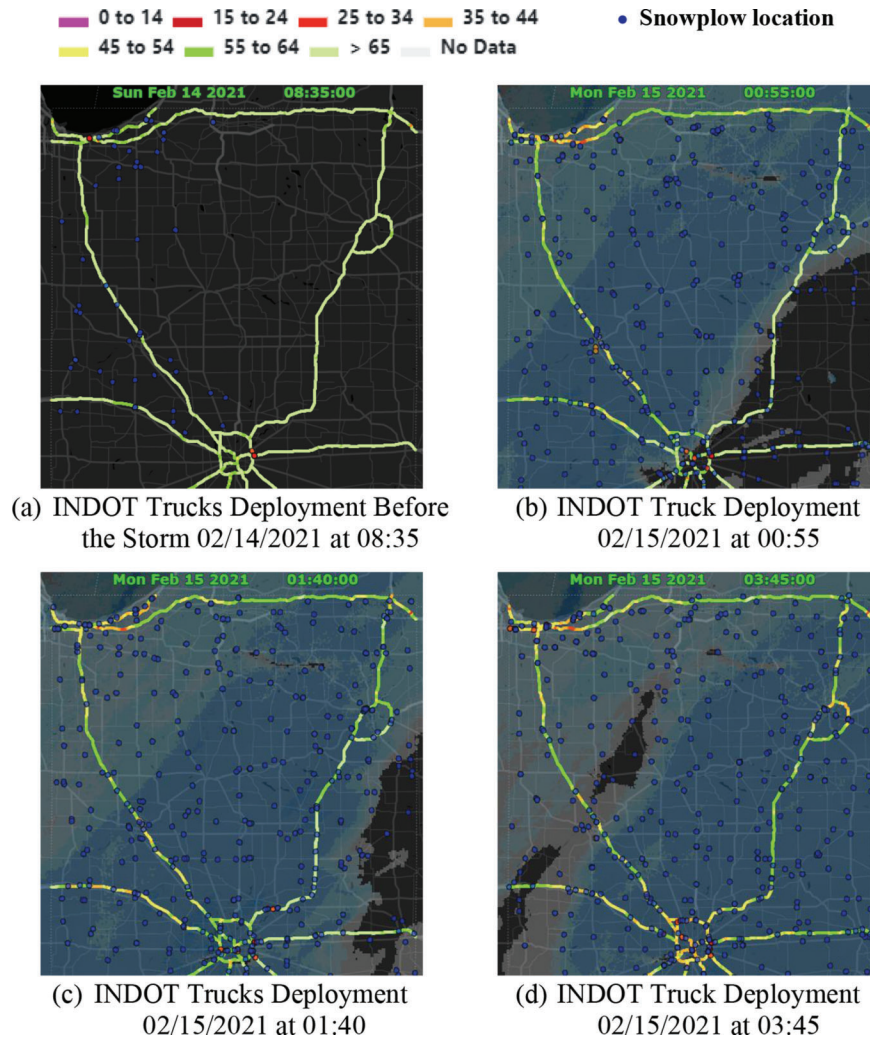 0 to 14 15 to 24 25 to 34 35 to 44 • Snowplow location
45 to 54 55 to 64 > 65 No Data
Sun Feb 14 2021 08:35:00
Mon Feb 15 2021 00:55:00
(a) INDOT Trucks Deployment Before
the Storm 02/14/2021 at 08:35
(b) INDOT Truck Deployment
02/15/2021 at 00:55
Mon Feb 15 2021 01:40:00
Mon Feb 15 2021 03:45:00
(c) INDOT Trucks Deployment
02/15/2021 at 01:40
(d) INDOT Truck Deployment
02/15/2021 at 03:45